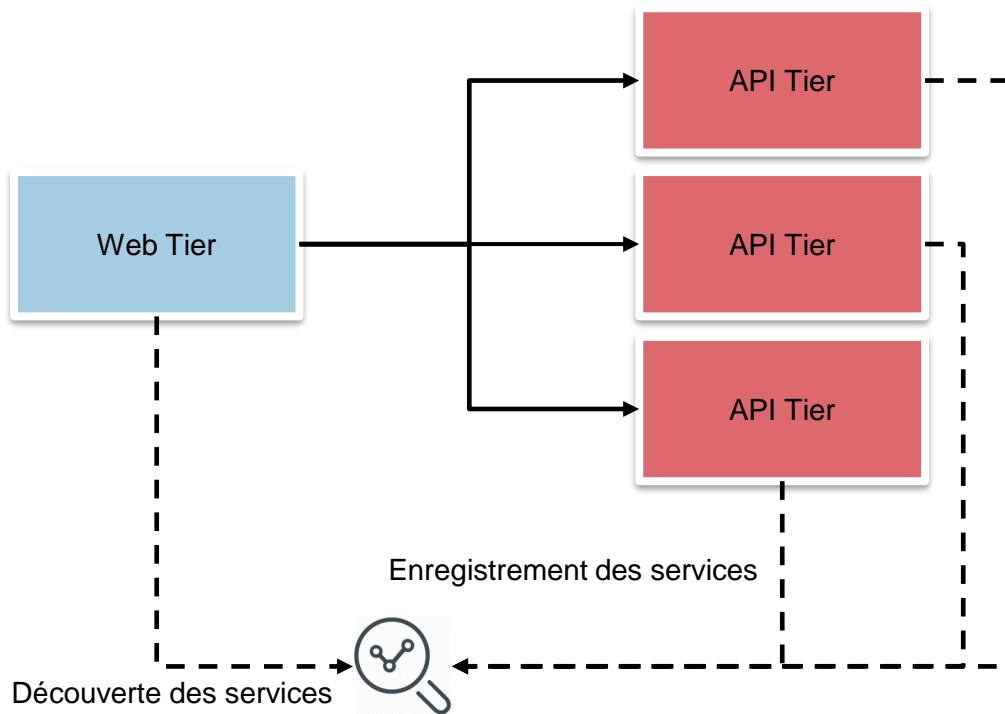 API Tier
Web Tier
API Tier
API Tier
Enregistrement des services
Découverte des services